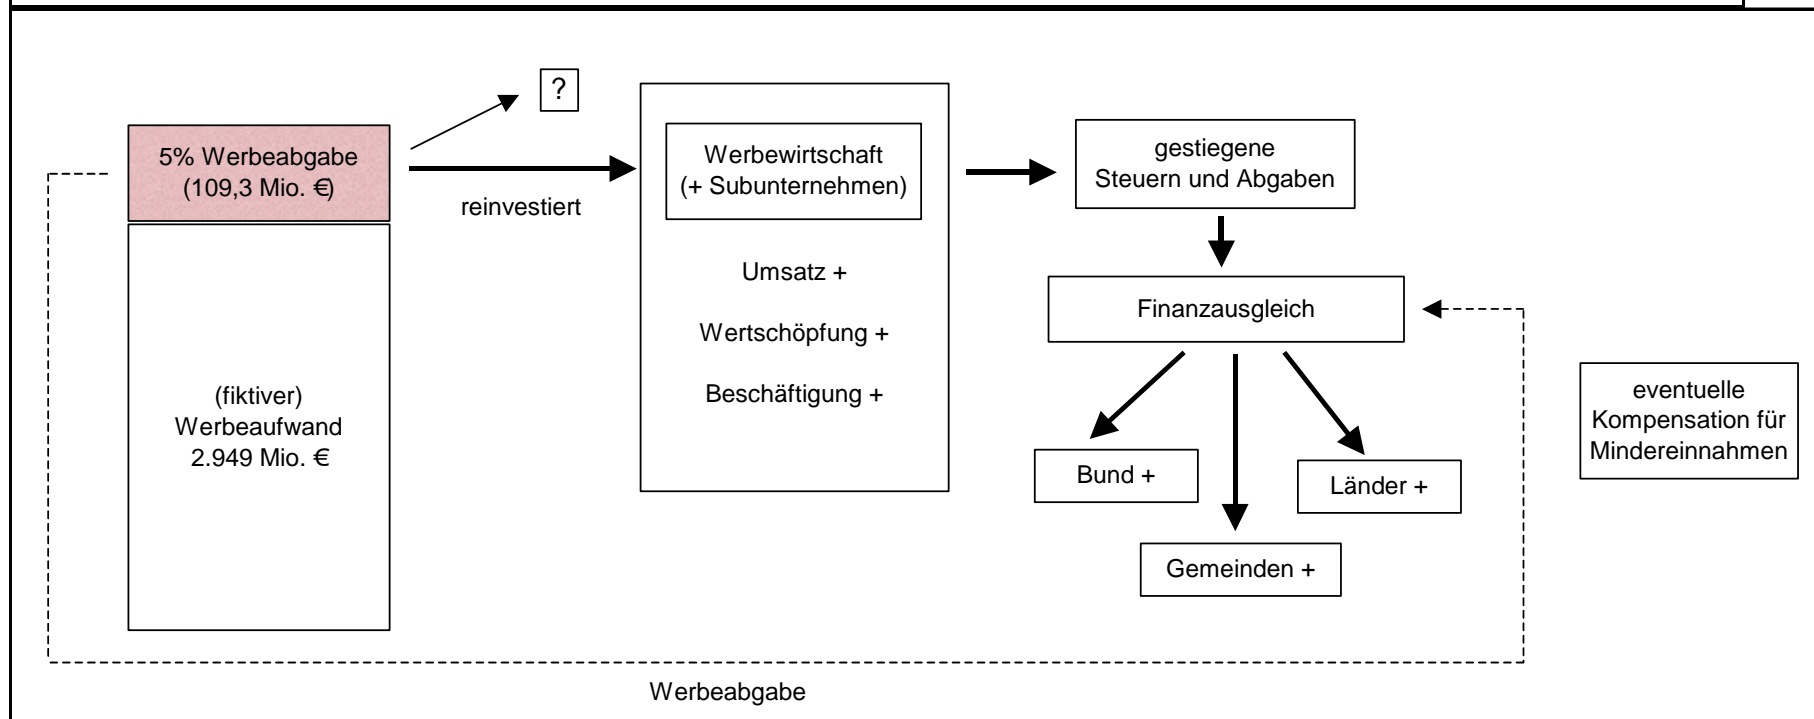 ?
5% Werbeabgabe
(109,3 Mio. €)
reinvestiert
(fiktiver)
Werbeaufwand
2.949 Mio. €
Werbewirtschaft
(+ Subunternehmen)
Umsatz +
Wertschöpfung +
Beschäftigung +
gestiegene
Steuern und Abgaben
Finanzausgleich
Bund +
Länder +
Gemeinden +
eventuelle
Kompensation für
Mindereinnahmen
Werbeabgabe